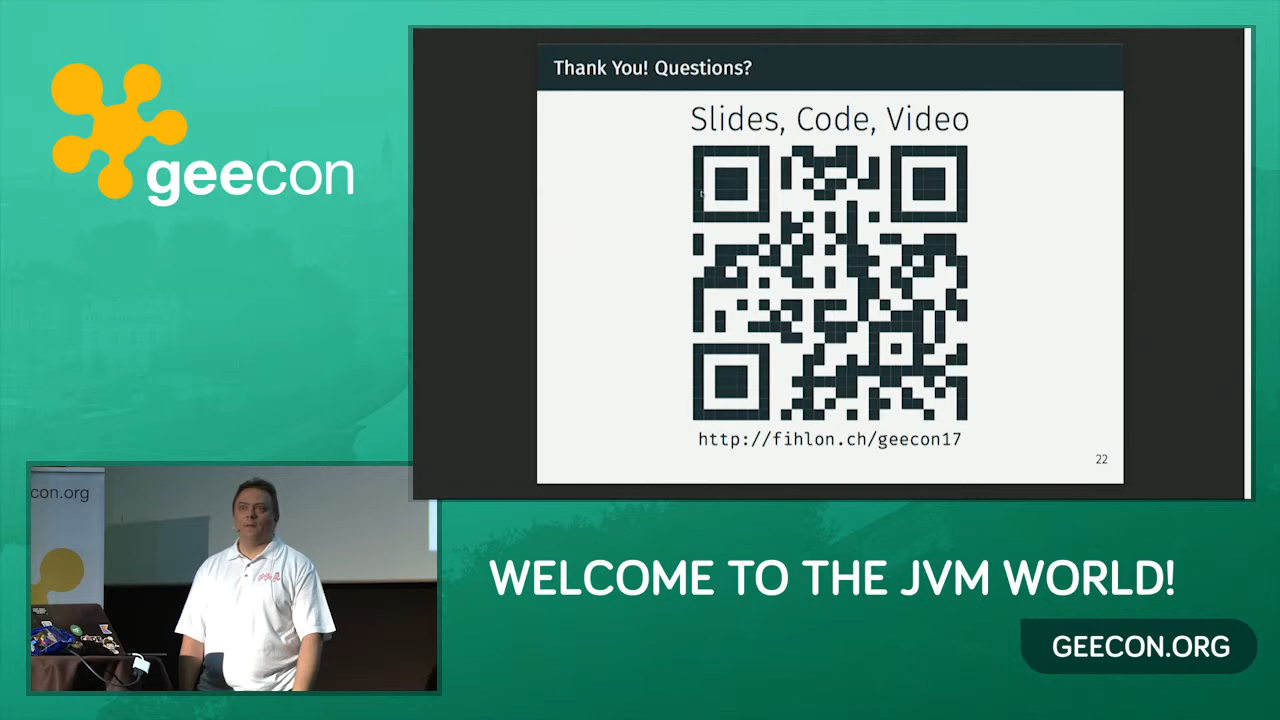 geecon
Thank You! Questions?
Slides, Code, Video
http://fihlon.ch/geecon17
22
con.org
WELCOME TO THE JVM WORLD!
GEECON.ORG